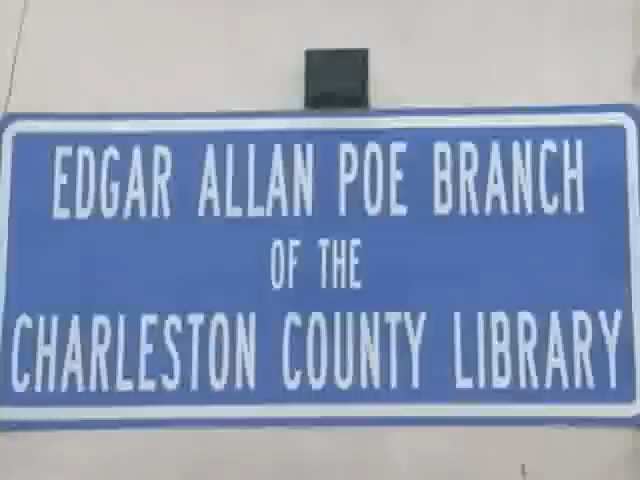 EDGAR ALLAN POE BRANCH
OF THE
CHARLESTON COUNTY LIBRARY